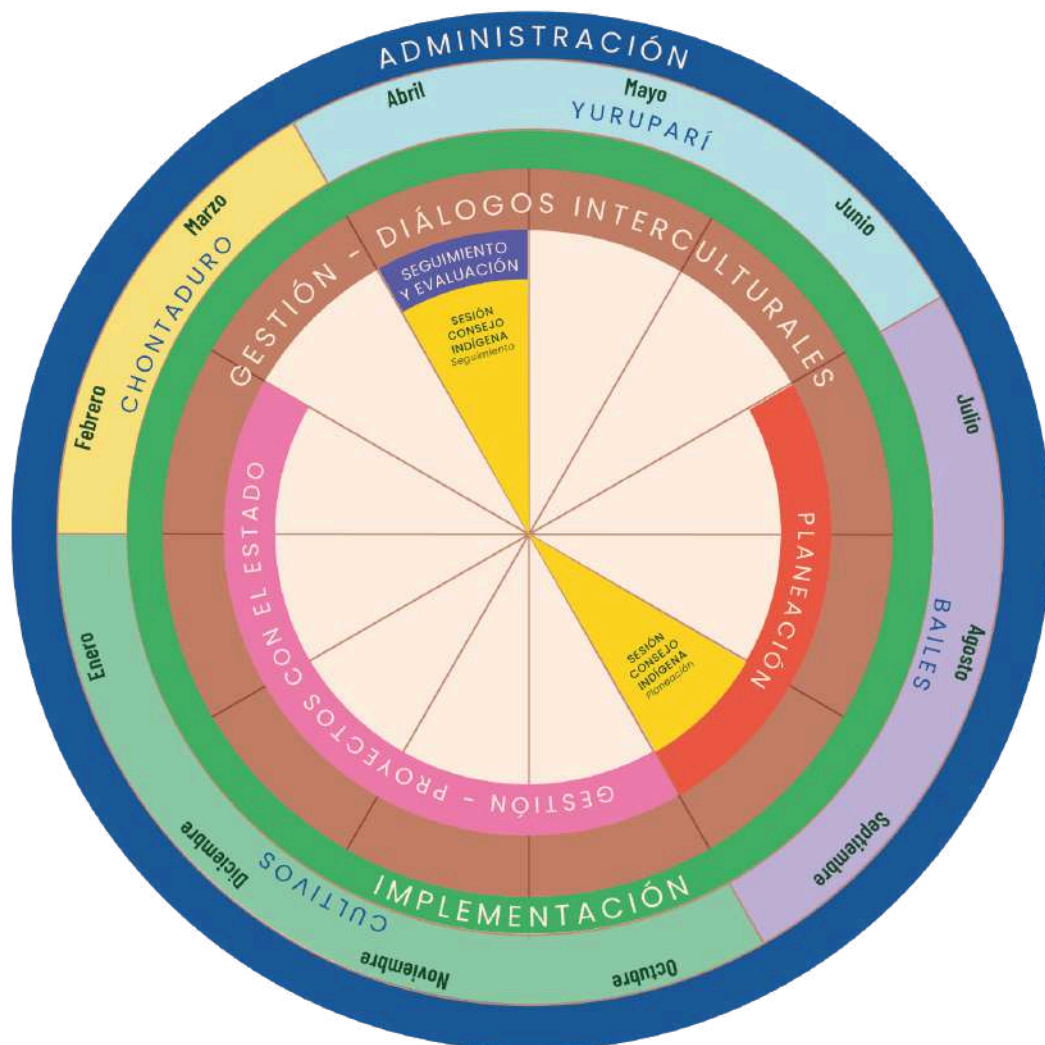 ADMINISTRACIÓN
Abril
Mayo
YURUPARÍ
Junio
Marzo
CHONTADURO
Febrero
Julio
Agosto
BAILES
Septiembre
Enero
Diciembre
CULTIVOS
Noviembre
Octubre
IMPLEMENTACIÓN
GESTIÓN - DIÁLOGOS INTERCULTURALES
SEGUIMIENTO
Y EVALUACIÓN
SESIÓN
CONSEJO
INDÍGENA
Seguimiento
PLANEACIÓN
SESIÓN
CONSEJO
INDÍGENA
Planeación
GESTIÓN - PROYECTOS CON EL ESTADO